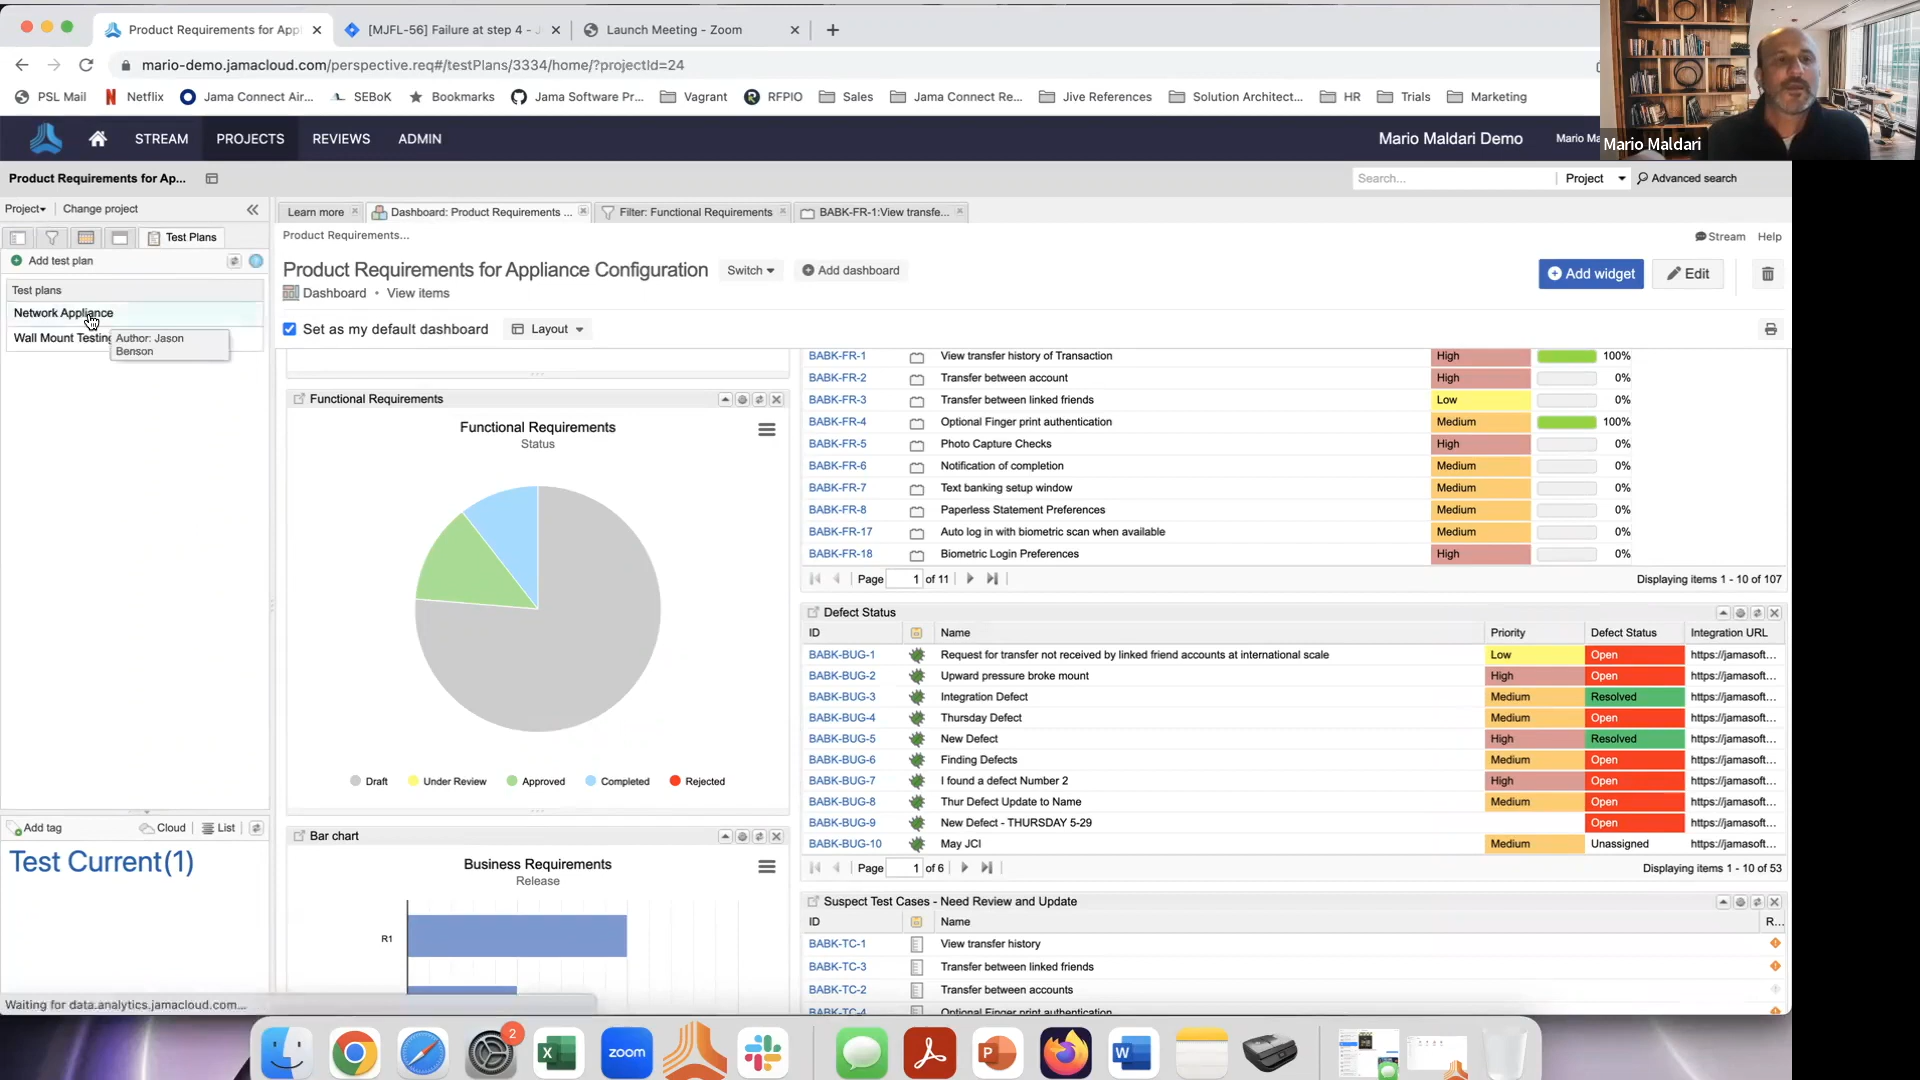 Product Requirements for App
[MJFL-56] Failure at step 4 - J
Launch Meeting - Zoom
mario-demo.jamacloud.com/perspective.req#/testPlans/3334/home/?projectId=24
PSL Mail
Netflix
Jama Connect Air...
SEBoK
Bookmarks
Jama Software Pr...
Vagrant
RFPIO
Sales
Jama Connect Re...
Jive References
Solution Architect...
HR
Trials
Marketing
STREAM
PROJECTS
REVIEWS
ADMIN
Mario Maldari Demo
Mario Ma
Mario Maldari
Product Requirements for Ap...
Search...
Project
Advanced search
Project
Change project
Learn more
Dashboard: Product Requirements ...
Filter: Functional Requirements
BABK-FR-1:View transfe...
Test Plans
Product Requirements...
Stream
Help
Add test plan
Product Requirements for Appliance Configuration
Switch
Add dashboard
Add widget
Edit
Test plans
Dashboard • View items
Network Appliance
Wall Mount Testing
Author: Jason
Benson
Set as my default dashboard
Layout
BABK-FR-1 View transfer history of Transaction High 100%
BABK-FR-2 Transfer between account High 0%
BABK-FR-3 Transfer between linked friends Low 0%
BABK-FR-4 Optional Finger print authentication Medium 100%
BABK-FR-5 Photo Capture Checks High 0%
BABK-FR-6 Notification of completion Medium 0%
BABK-FR-7 Text banking setup window Medium 0%
BABK-FR-8 Paperless Statement Preferences Medium 0%
BABK-FR-17 Auto log in with biometric scan when available Medium 0%
BABK-FR-18 Biometric Login Preferences High 0%
Page 1 of 11
Displaying items 1 - 10 of 107
Functional Requirements
Functional Requirements
Status
Draft
Under Review
Approved
Completed
Rejected
Defect Status
ID Name Priority Defect Status Integration URL
BABK-BUG-1 Request for transfer not received by linked friend accounts at international scale Low Open https://jamasoft...
BABK-BUG-2 Upward pressure broke mount High Open https://jamasoft...
BABK-BUG-3 Integration Defect Medium Resolved https://jamasoft...
BABK-BUG-4 Thursday Defect Medium Open https://jamasoft...
BABK-BUG-5 New Defect High Resolved https://jamasoft...
BABK-BUG-6 Finding Defects Medium Open https://jamasoft...
BABK-BUG-7 I found a defect Number 2 High Open https://jamasoft...
BABK-BUG-8 Thur Defect Update to Name Medium Open https://jamasoft...
BABK-BUG-9 New Defect - THURSDAY 5-29 Open https://jamasoft...
BABK-BUG-10 May JCI Medium Unassigned https://jamasoft...
Page 1 of 6
Displaying items 1 - 10 of 53
Add tag
Cloud
List
Test Current(1)
Bar chart
Business Requirements
Release
R1
Suspect Test Cases - Need Review and Update
ID Name R...
BABK-TC-1 View transfer history
BABK-TC-3 Transfer between linked friends
BABK-TC-2 Transfer between accounts
BABK-TC-4 Optional Finger print authentication
Waiting for data.analytics.jamacloud.com...
2
zoom